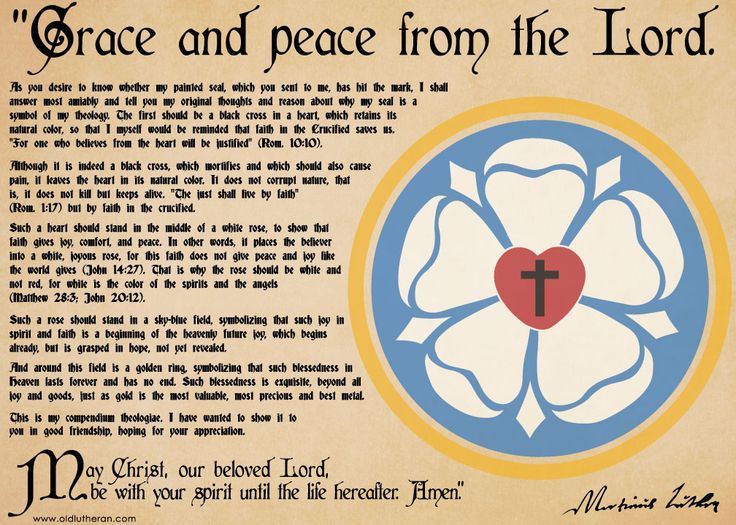 "Grace and peace from the Lord.
As you desire to know whether my painted seal, which you sent to me, has hit the mark, I shall
answer most amiably and tell you my original thoughts and reason about why my seal is a
symbol of my theology. The first should be a black cross in a heart, which retains its
natural color, so that I myself would be reminded that faith in the Crucified saves us.
"For one who believes from the heart will be justified" (Rom. 10:10).
Although it is indeed a black cross, which mortifies and which should also cause
pain, it leaves the heart in its natural color. It does not corrupt nature, that
is, it does not kill but keeps alive. "The just shall live by faith"
(Rom. 1:17) but by faith in the crucified.
Such a heart should stand in the middle of a white rose, to show that
faith gives joy, comfort, and peace. In other words, it places the believer
into a white, joyous rose, for this faith does not give peace and joy like
the world gives (John 14:27). That is why the rose should be white and
not red, for white is the color of the spirits and the angels
(Matthew 28:3; John 20:12).
Such a rose should stand in a sky-blue field, symbolizing that such joy in
spirit and faith is a beginning of the heavenly future joy, which begins
already, but is grasped in hope, not yet revealed.
And around this field is a golden ring, symbolizing that such blessedness in
Heaven lasts forever and has no end. Such blessedness is exquisite, beyond all
joy and goods, just as gold is the most valuable, most precious and best metal.
This is my compendium theologiae. I have wanted to show it to
you in good friendship, hoping for your appreciation.
May Christ, our beloved Lord,
be with your spirit until the life hereafter. Amen."
Martinus Luther
www.oldlutheran.com